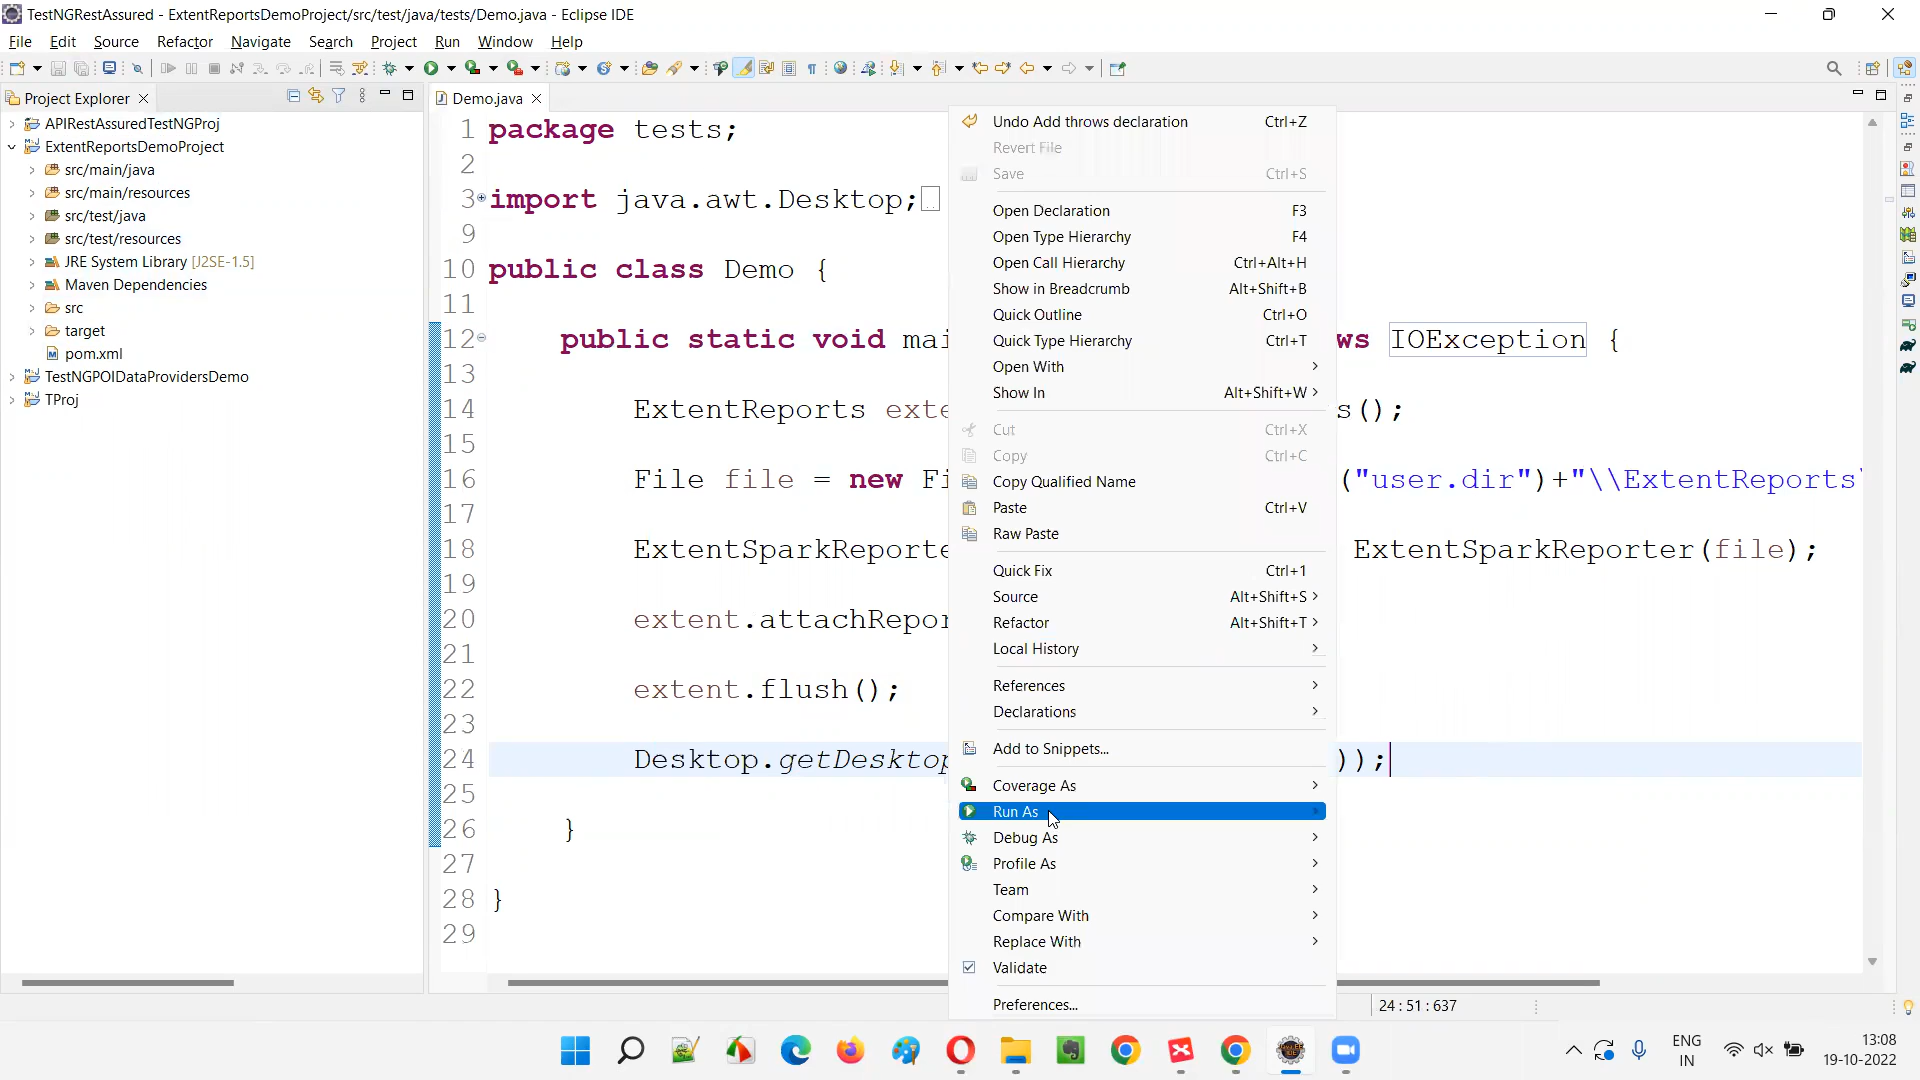 TestNGRestAssured - ExtentReportsDemoProject/src/test/java/tests/Demo.java - Eclipse IDE
File Edit Source Refactor Navigate Search Project Run Window Help
Project Explorer
APIRestAssuredTestNGProj
ExtentReportsDemoProject
src/main/java
src/main/resources
src/test/java
src/test/resources
JRE System Library [J2SE-1.5]
Maven Dependencies
src
target
pom.xml
TestNGPOIDataProvidersDemo
TProj
Demo.java
1 package tests;
2
3 import java.awt.Desktop;
9
10 public class Demo {
11
12 public static void mai ws IOException {
13
14 ExtentReports exte s();
15
16 File file = new Fi ("user.dir")+"\\ExtentReports\
17
18 ExtentSparkReporte ExtentSparkReporter(file);
19
20 extent.attachRepor
21
22 extent.flush();
23
24 Desktop.getDesktop ));
25
26 }
27
28 }
29
Undo Add throws declaration Ctrl+Z
Revert File
Save Ctrl+S
Open Declaration F3
Open Type Hierarchy F4
Open Call Hierarchy Ctrl+Alt+H
Show in Breadcrumb Alt+Shift+B
Quick Outline Ctrl+O
Quick Type Hierarchy Ctrl+T
Open With
Show In Alt+Shift+W
Cut Ctrl+X
Copy Ctrl+C
Copy Qualified Name
Paste Ctrl+V
Raw Paste
Quick Fix Ctrl+1
Source Alt+Shift+S
Refactor Alt+Shift+T
Local History
References
Declarations
Add to Snippets...
Coverage As
Run As
Debug As
Profile As
Team
Compare With
Replace With
Validate
Preferences...
24 : 51 : 637
ENG
IN
13:08
19-10-2022